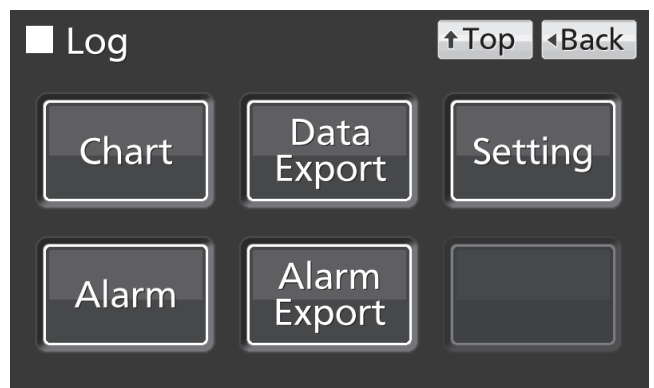 Log
Top
Back
Chart
Data
Export
Setting
Alarm
Alarm
Export